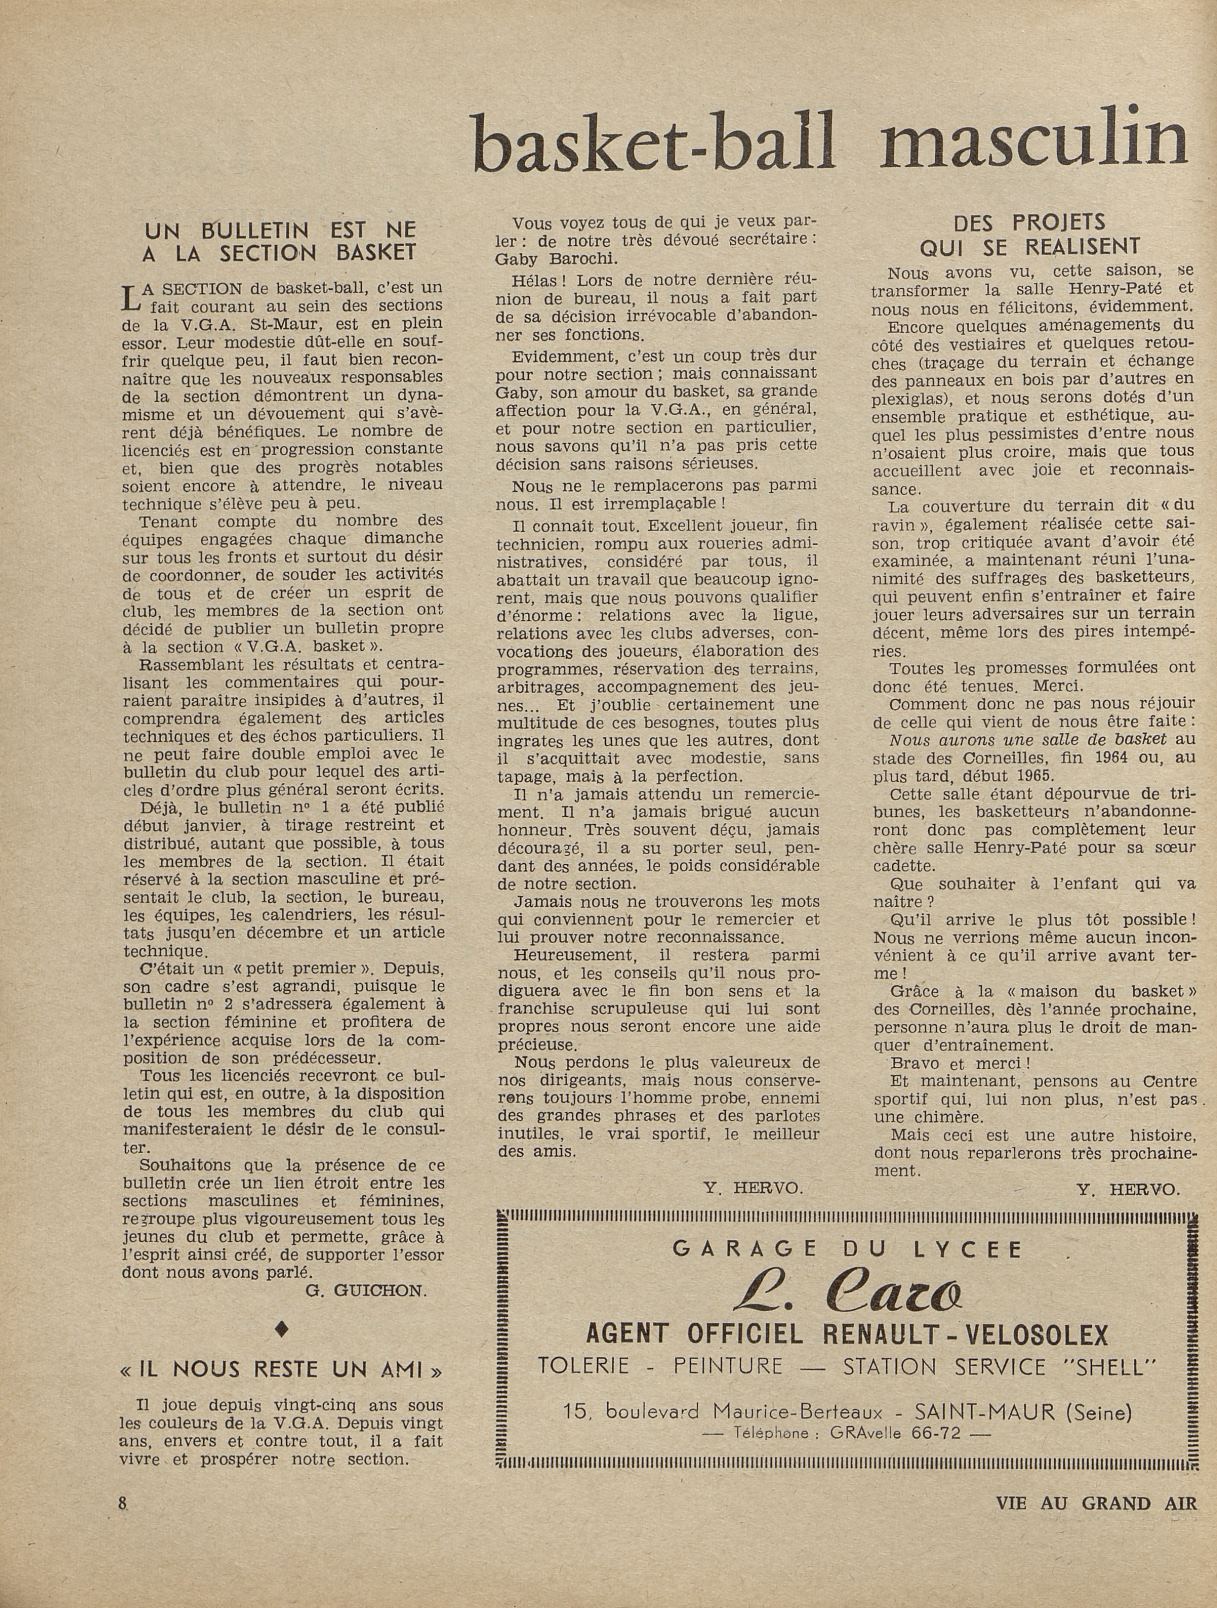 basket-ball masculin
UN BULLETIN EST NE
A LA SECTION BASKET
LA SECTION de basket-ball, c'est un
fait courant au sein des sections
de la V.G.A. St-Maur, est en plein
essor. Leur modestie dût-elle en souf-
frir quelque peu, il faut bien recon-
naître que les nouveaux responsables
de la section démontrent un dyna-
misme et un dévouement qui s'avè-
rent déjà bénéfiques. Le nombre de
licenciés est en progression constante
et, bien que des progrès notables
soient encore à attendre, le niveau
technique s'élève peu à peu.
Tenant compte du nombre des
équipes engagées chaque dimanche
sur tous les fronts et surtout du désir
de coordonner, de souder les activités
de tous et de créer un esprit de
club, les membres de la section ont
décidé de publier un bulletin propre
à la section « V.G.A. basket ».
Rassemblant les résultats et centra-
lisant les commentaires qui pour-
raient paraitre insipides à d'autres, il
comprendra également des articles
techniques et des échos particuliers. Il
ne peut faire double emploi avec le
bulletin du club pour lequel des arti-
cles d'ordre plus général seront écrits.
Déjà, le bulletin n° 1 a été publié
début janvier, à tirage restreint et
distribué, autant que possible, à tous
les membres de la section. Il était
réservé à la section masculine et pré-
sentait le club, la section, le bureau,
les équipes, les calendriers, les résul-
tats jusqu'en décembre et un article
technique.
C'était un « petit premier ». Depuis,
son cadre s'est agrandi, puisque le
bulletin n° 2 s'adressera également à
la section féminine et profitera de
l'expérience acquise lors de la com-
position de son prédécesseur.
Tous les licenciés recevront ce bul-
letin qui est, en outre, à la disposition
de tous les membres du club qui
manifesteraient le désir de le consul-
ter.
Souhaitons que la présence de ce
bulletin crée un lien étroit entre les
sections masculines et féminines,
regroupe plus vigoureusement tous les
jeunes du club et permette, grâce à
l'esprit ainsi créé, de supporter l'essor
dont nous avons parlé.
G. GUICHON.
« IL NOUS RESTE UN AMI »
Il joue depuis vingt-cinq ans sous
les couleurs de la V.G.A. Depuis vingt
ans, envers et contre tout, il a fait
vivre et prospérer notre section.
Vous voyez tous de qui je veux par-
ler : de notre très dévoué secrétaire :
Gaby Barochi.
Hélas ! Lors de notre dernière réu-
nion de bureau, il nous a fait part
de sa décision irrévocable d'abandon-
ner ses fonctions.
Evidemment, c'est un coup très dur
pour notre section ; mais connaissant
Gaby, son amour du basket, sa grande
affection pour la V.G.A., en général,
et pour notre section en particulier,
nous savons qu'il n'a pas pris cette
décision sans raisons sérieuses.
Nous ne le remplacerons pas parmi
nous. Il est irremplaçable !
Il connait tout. Excellent joueur, fin
technicien, rompu aux roueries admi-
nistratives, considéré par tous, il
abattait un travail que beaucoup igno-
rent, mais que nous pouvons qualifier
d'énorme : relations avec la ligue,
relations avec les clubs adverses, con-
vocations des joueurs, élaboration des
programmes, réservation des terrains,
arbitrages, accompagnement des jeu-
nes... Et j'oublie certainement une
multitude de ces besognes, toutes plus
ingrates les unes que les autres, dont
il s'acquittait avec modestie, sans
tapage, mais à la perfection.
Il n'a jamais attendu un remercie-
ment. Il n'a jamais brigué aucun
honneur. Très souvent déçu, jamais
découragé, il a su porter seul, pen-
dant des années, le poids considérable
de notre section.
Jamais nous ne trouverons les mots
qui conviennent pour le remercier et
lui prouver notre reconnaissance.
Heureusement, il restera parmi
nous, et les conseils qu'il nous pro-
diguera avec le fin bon sens et la
franchise scrupuleuse qui lui sont
propres nous seront encore une aide
précieuse.
Nous perdons le plus valeureux de
nos dirigeants, mais nous conserve-
rons toujours l'homme probe, ennemi
des grandes phrases et des parlotes
inutiles, le vrai sportif, le meilleur
des amis.
Y. HERVO.
DES PROJETS
QUI SE REALISENT
Nous avons vu, cette saison, se
transformer la salle Henry-Paté et
nous nous en félicitons, évidemment.
Encore quelques aménagements du
côté des vestiaires et quelques retou-
ches (traçage du terrain et échange
des panneaux en bois par d'autres en
plexiglas), et nous serons dotés d'un
ensemble pratique et esthétique, au-
quel les plus pessimistes d'entre nous
n'osaient plus croire, mais que tous
accueillent avec joie et reconnais-
sance.
La couverture du terrain dit « du
ravin », également réalisée cette sai-
son, trop critiquée avant d'avoir été
examinée, a maintenant réuni l'una-
nimité des suffrages des basketteurs,
qui peuvent enfin s'entraîner et faire
jouer leurs adversaires sur un terrain
décent, même lors des pires intempé-
ries.
Toutes les promesses formulées ont
donc été tenues. Merci.
Comment donc ne pas nous réjouir
de celle qui vient de nous être faite :
Nous aurons une salle de basket au
stade des Corneilles, fin 1964 ou, au
plus tard, début 1965.
Cette salle étant dépourvue de tri-
bunes, les basketteurs n'abandonne-
ront donc pas complètement leur
chère salle Henry-Paté pour sa sœur
cadette.
Que souhaiter à l'enfant qui va
naître ?
Qu'il arrive le plus tôt possible !
Nous ne verrions même aucun incon-
vénient à ce qu'il arrive avant ter-
me !
Grâce à la « maison du basket »
des Corneilles, dès l'année prochaine,
personne n'aura plus le droit de man-
quer d'entraînement.
Bravo et merci !
Et maintenant, pensons au Centre
sportif qui, lui non plus, n'est pas
une chimère.
Mais ceci est une autre histoire,
dont nous reparlerons très prochaine-
ment.
Y. HERVO.
GARAGE DU LYCEE
L. Caro
AGENT OFFICIEL RENAULT - VELOSOLEX
TOLERIE - PEINTURE — STATION SERVICE "SHELL"
15, boulevard Maurice-Berteaux - SAINT-MAUR (Seine)
— Téléphone : GRAvelle 66-72 —
8
VIE AU GRAND AIR